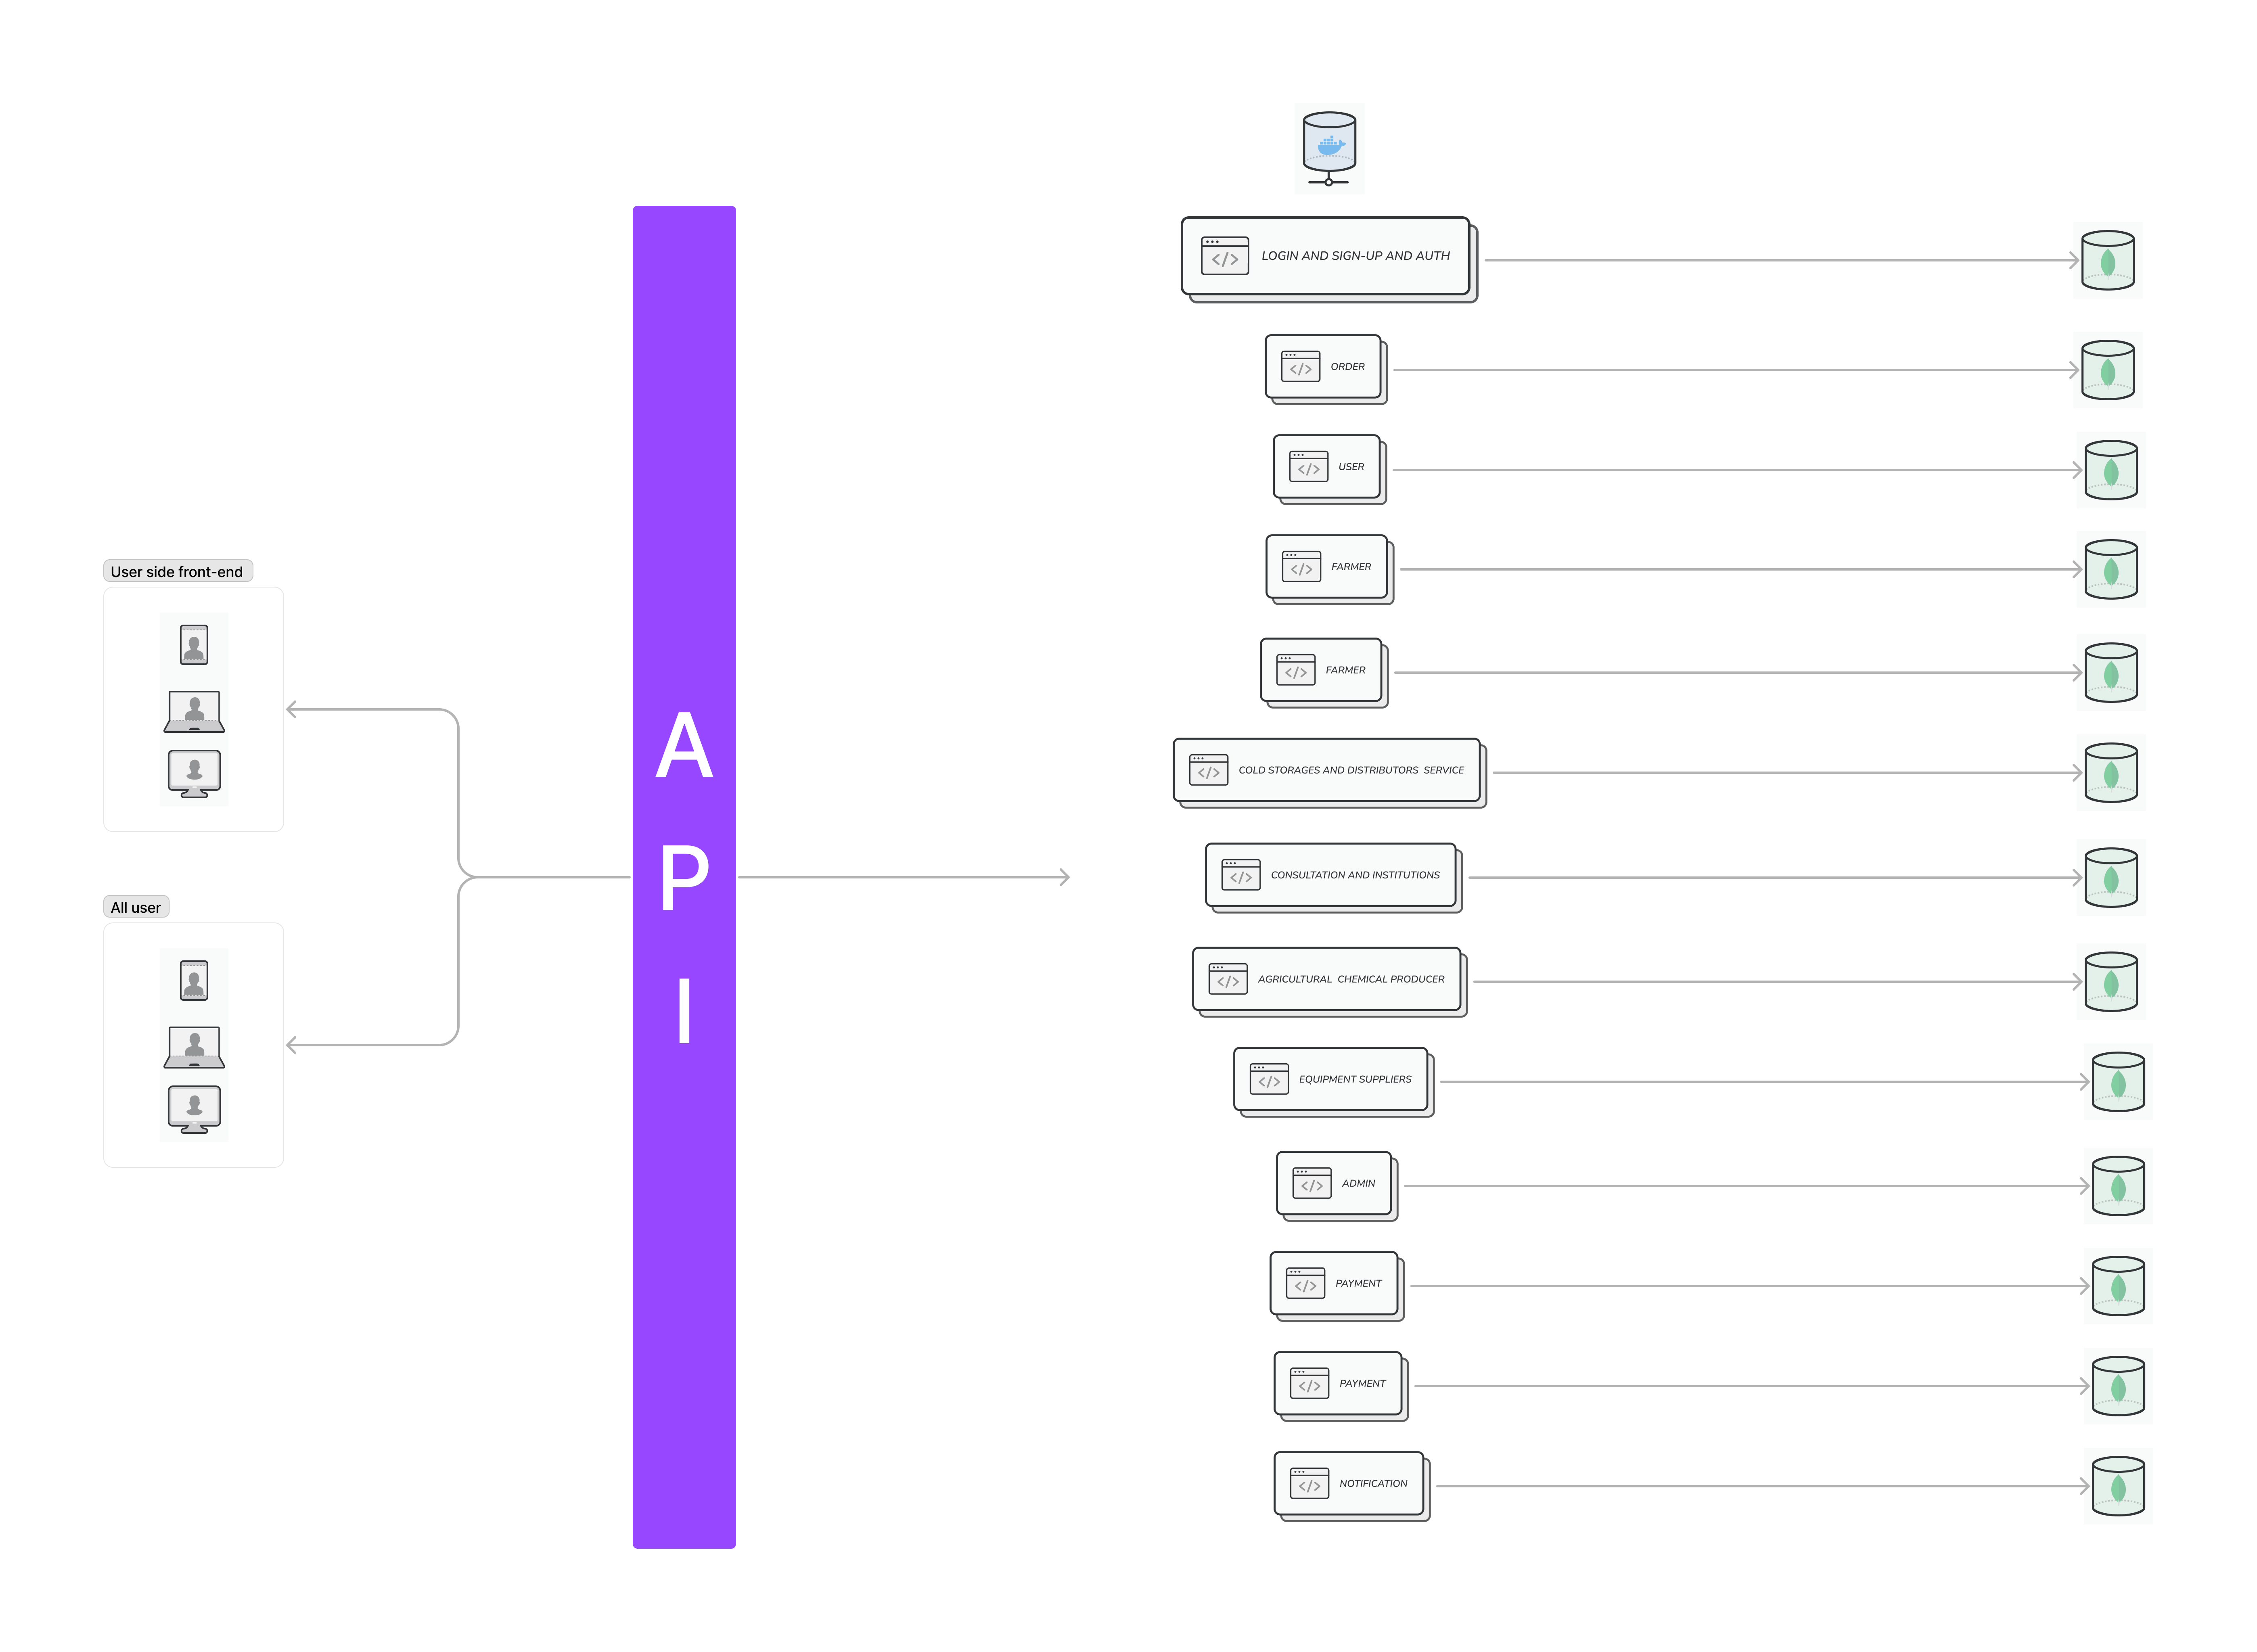 User side front-end
All user
A
P
I
LOGIN AND SIGN-UP AND AUTH
ORDER
USER
FARMER
FARMER
COLD STORAGES AND DISTRIBUTORS  SERVICE
CONSULTATION AND INSTITUTIONS
AGRICULTURAL  CHEMICAL PRODUCER
EQUIPMENT SUPPLIERS
ADMIN
PAYMENT
PAYMENT
NOTIFICATION